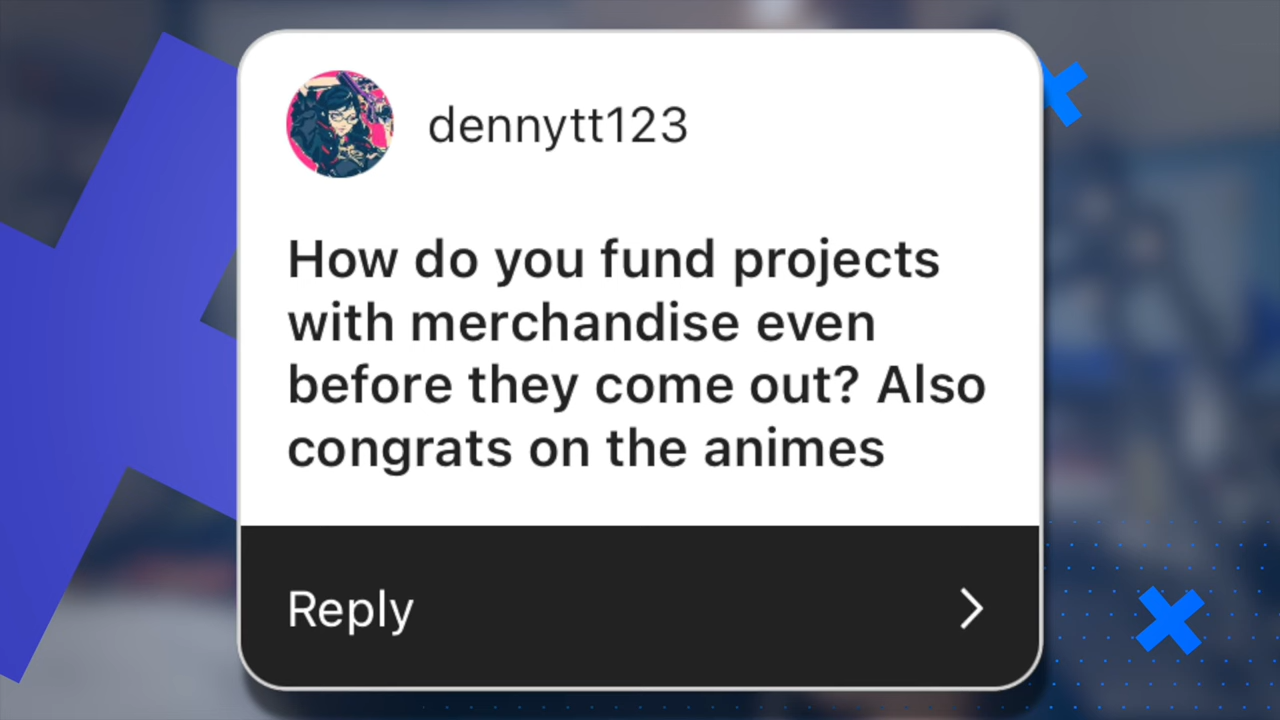 dennytt123
How do you fund projects
with merchandise even
before they come out? Also
congrats on the animes
Reply